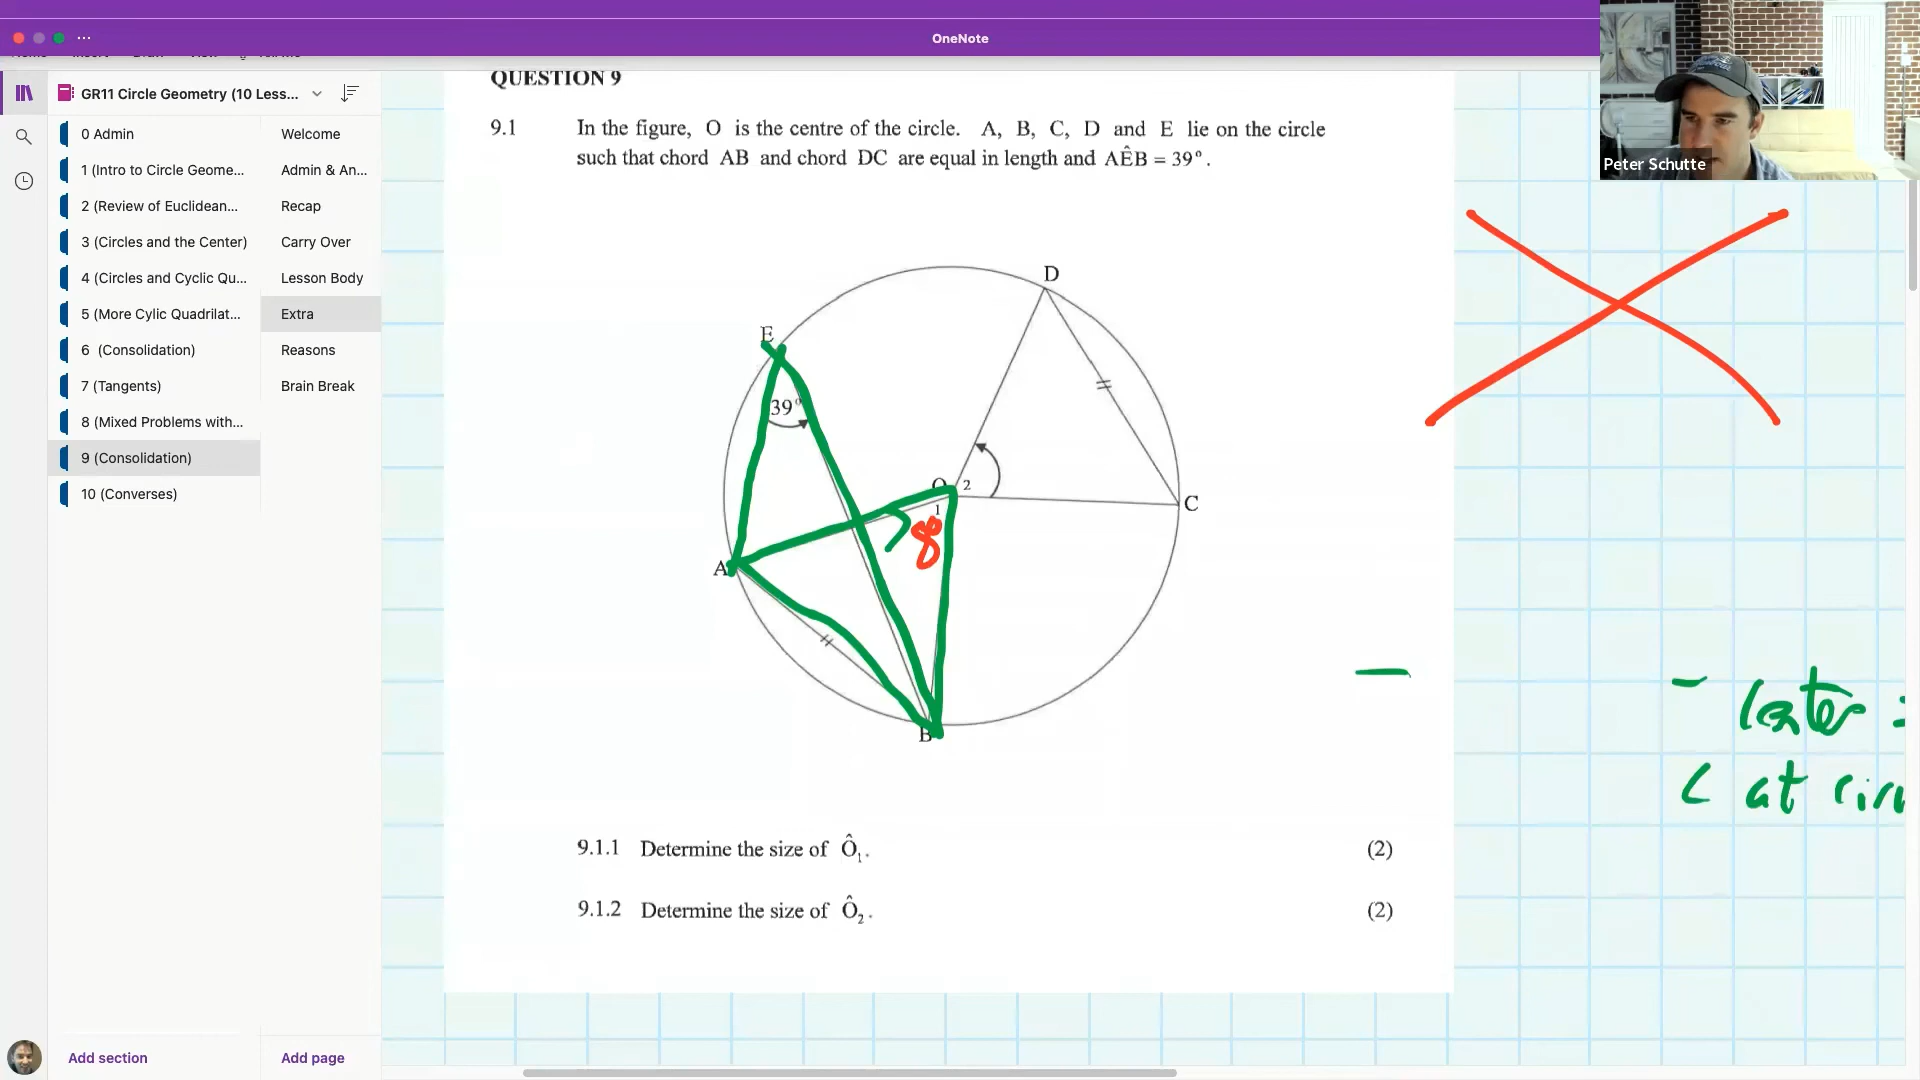 OneNote
GR11 Circle Geometry (10 Less...
0 Admin
1 (Intro to Circle Geome...
2 (Review of Euclidean...
3 (Circles and the Center)
4 (Circles and Cyclic Qu...
5 (More Cylic Quadrilat...
6 (Consolidation)
7 (Tangents)
8 (Mixed Problems with...
9 (Consolidation)
10 (Converses)
Add section
Welcome
Admin & An...
Recap
Carry Over
Lesson Body
Extra
Reasons
Brain Break
Add page
Peter Schutte
QUESTION 9
9.1 In the figure, O is the centre of the circle. A, B, C, D and E lie on the circle
such that chord AB and chord DC are equal in length and AÊB = 39°.
D
E
39°
O 2
1
C
8
A
B
- center =
< at circ
9.1.1 Determine the size of Ô₁. (2)
9.1.2 Determine the size of Ô₂. (2)